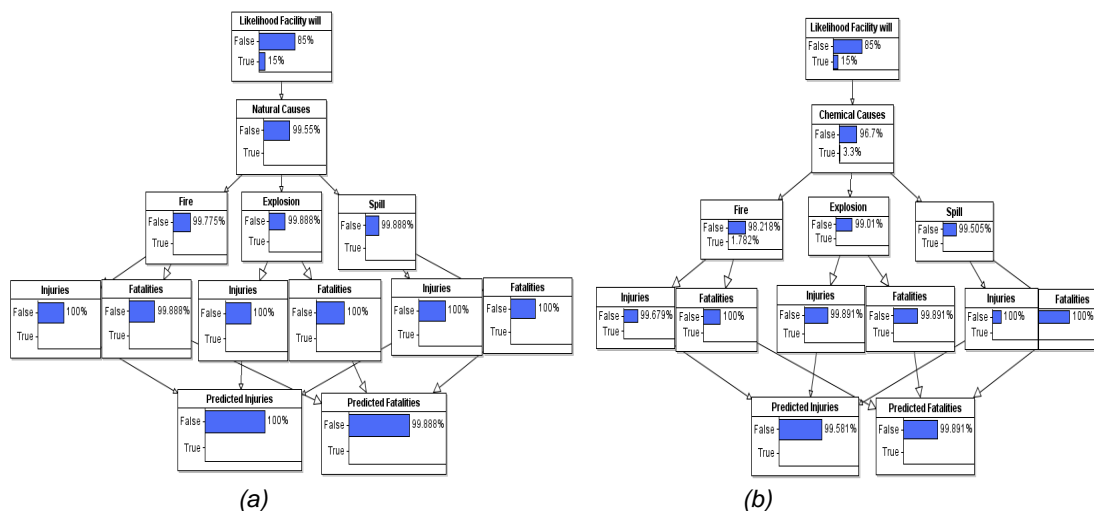 Likelihood Facility will
False 85%
True 15%
Natural Causes
False 99.55%
True
Fire
False 99.775%
True
Explosion
False 99.888%
True
Spill
False 99.888%
True
Injuries
False 100%
True
Fatalities
False 99.888%
True
Injuries
False 100%
True
Fatalities
False 100%
True
Injuries
False 100%
True
Fatalities
False 100%
True
Predicted Injuries
False 100%
True
Predicted Fatalities
False 99.888%
True
(a)
Likelihood Facility will
False 85%
True 15%
Chemical Causes
False 96.7%
True 3.3%
Fire
False 98.218%
True 1.782%
Explosion
False 99.01%
True
Spill
False 99.505%
True
Injuries
False 99.679%
True
Fatalities
False 100%
True
Injuries
False 99.891%
True
Fatalities
False 99.891%
True
Injuries
False 100%
True
Fatalities
100%
Predicted Injuries
False 99.581%
True
Predicted Fatalities
False 99.891%
True
(b)